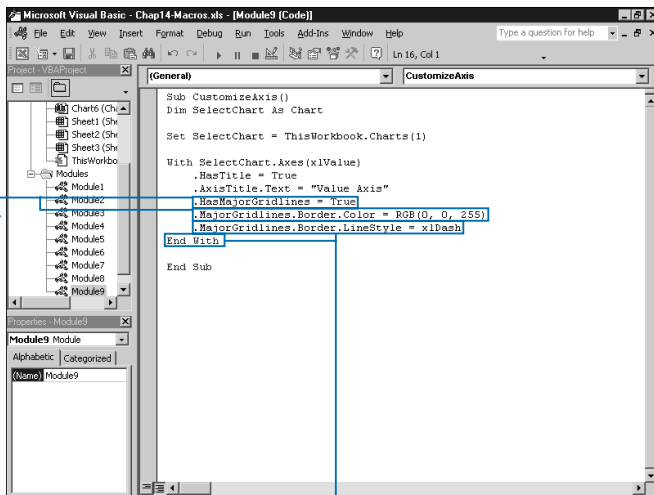 Microsoft Visual Basic - Chap14-Macros.xls - [Module9 (Code)]
File Edit View Insert Format Debug Run Tools Add-Ins Window Help
Type a question for help
Ln 16, Col 1
Project - VBAProject
(General)
CustomizeAxis
Chart6 (Cha
Sheet1 (She
Sheet2 (She
Sheet3 (She
ThisWorkbo
Modules
Module1
Module2
Module3
Module4
Module5
Module6
Module7
Module8
Module9
Properties - Module9
Module9 Module
Alphabetic Categorized
(Name) Module9
Sub CustomizeAxis()
Dim SelectChart As Chart
Set SelectChart = ThisWorkbook.Charts(1)
With SelectChart.Axes(xlValue)
.HasTitle = True
.AxisTitle.Text = "Value Axis"
.HasMajorGridlines = True
.MajorGridlines.Border.Color = RGB(0, 0, 255)
.MajorGridlines.Border.LineStyle = xlDash
End With
End Sub